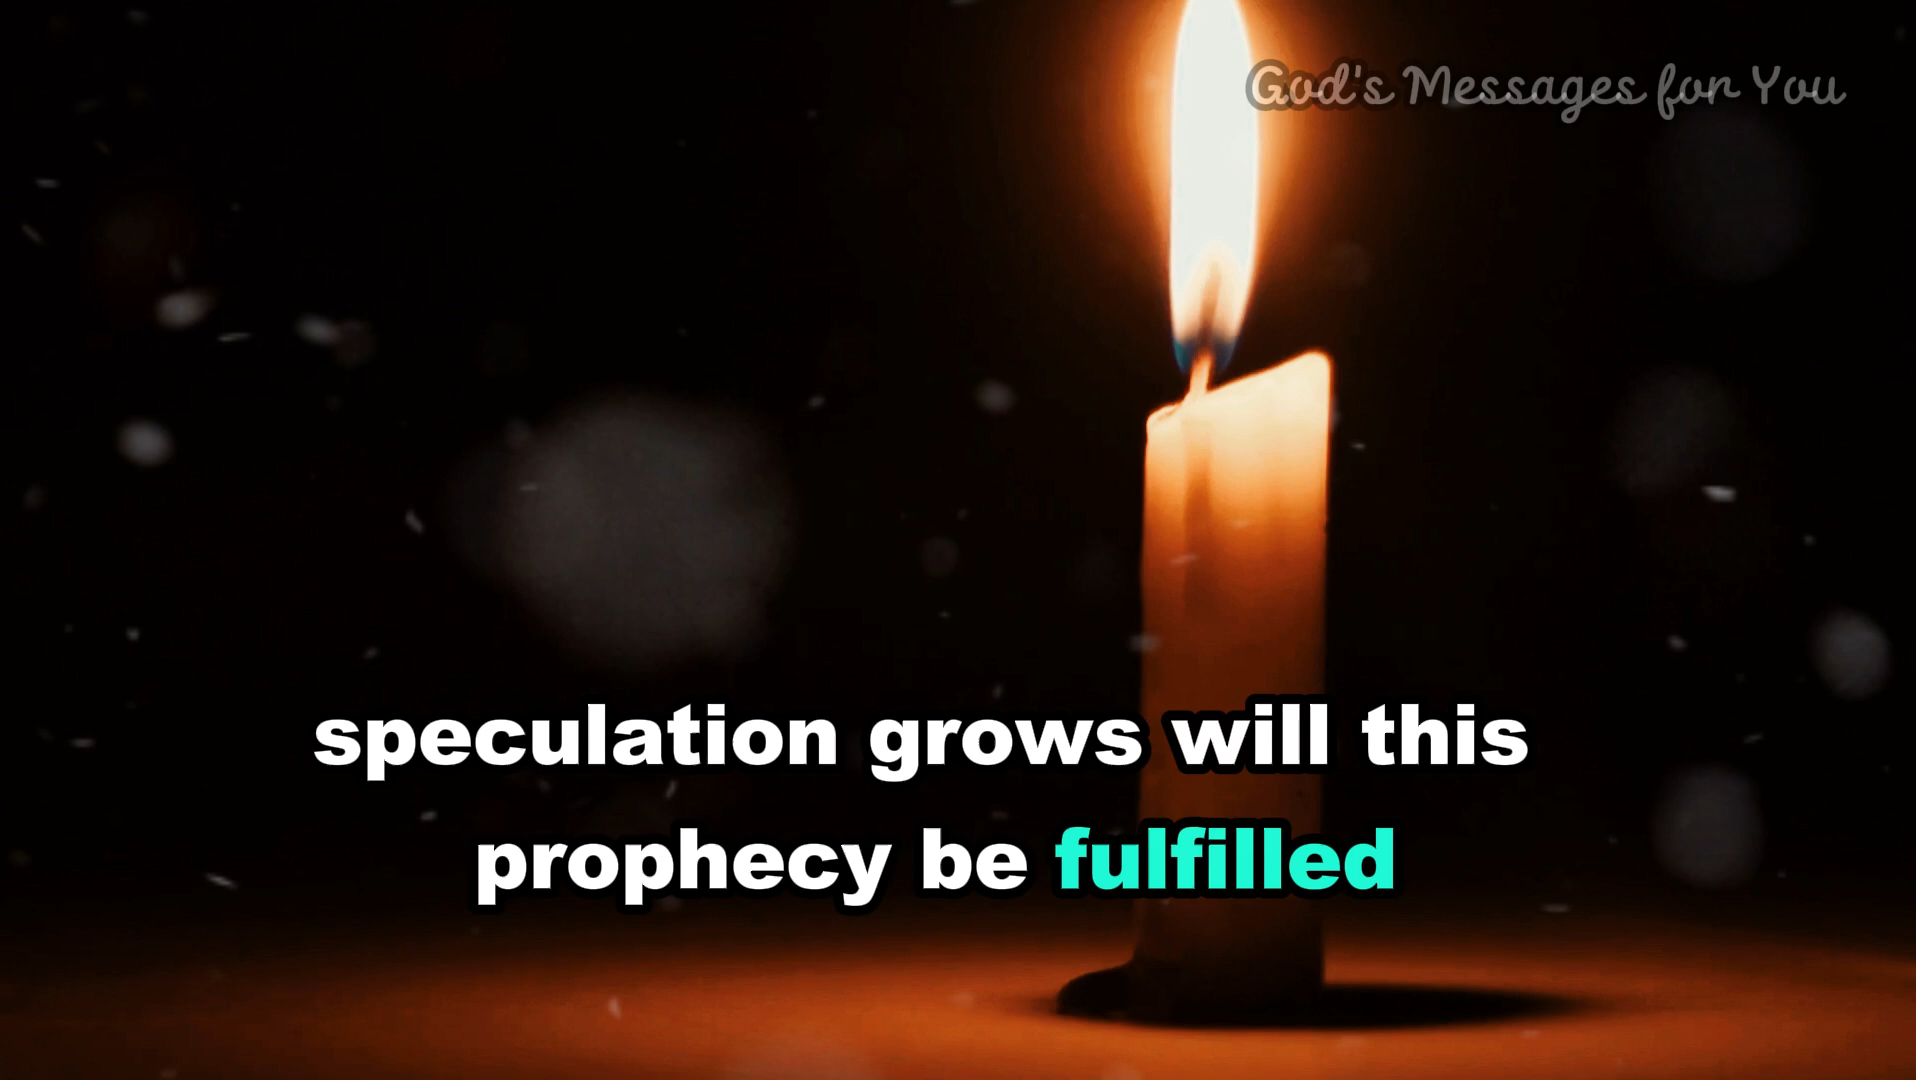 God's Messages for You
speculation grows will this
prophecy be fulfilled